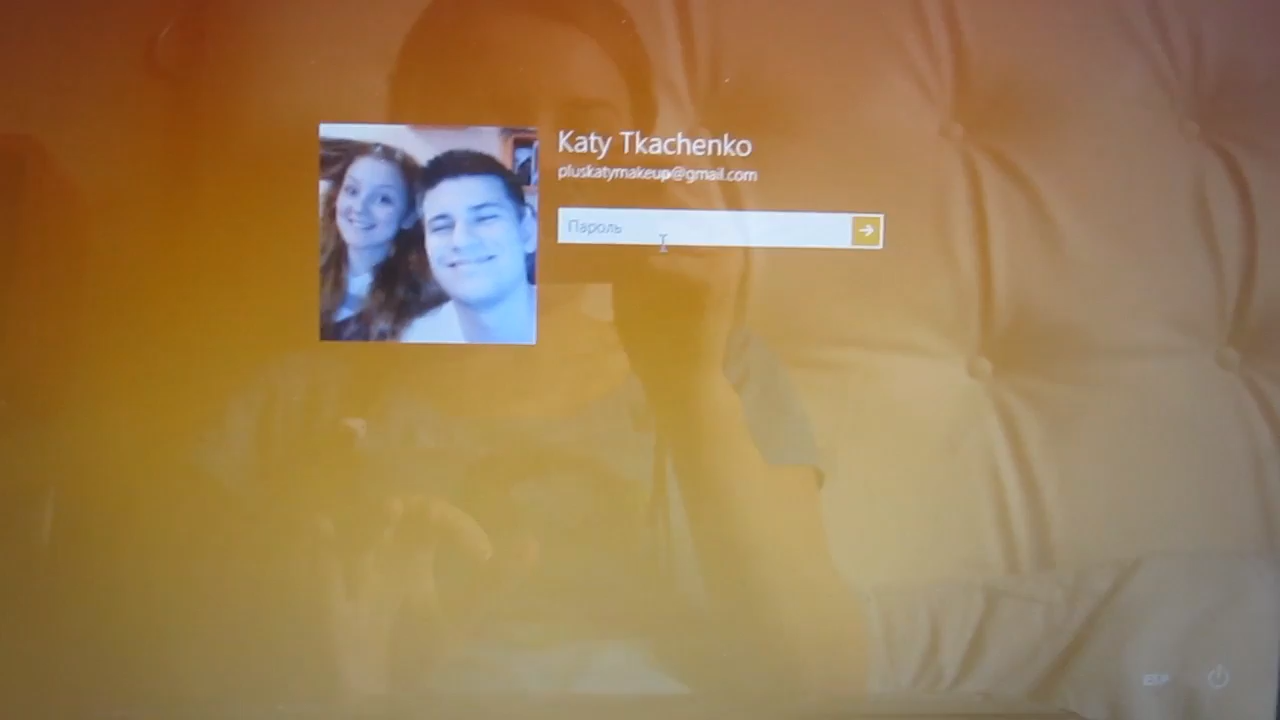 Katy Tkachenko
pluskatymakeup@gmail.com
Пароль